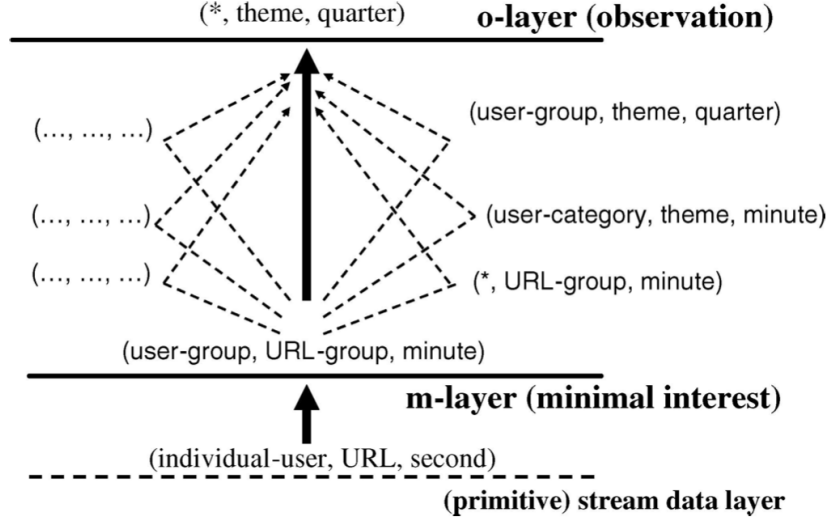 (*, theme, quarter)
o-layer (observation)
(..., ..., ...)
(user-group, theme, quarter)
(..., ..., ...)
(user-category, theme, minute)
(..., ..., ...)
(*, URL-group, minute)
(user-group, URL-group, minute)
m-layer (minimal interest)
(individual-user, URL, second)
(primitive) stream data layer